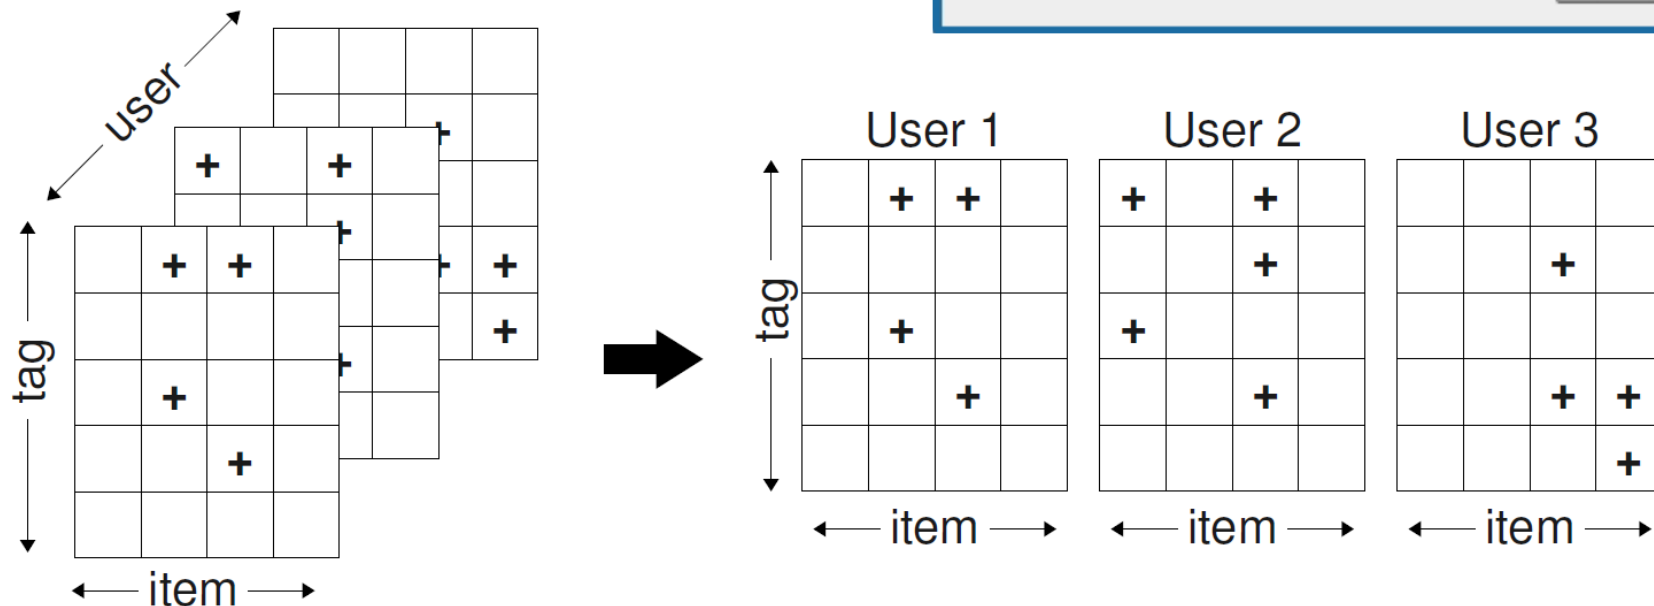 user
tag
+ +
+
+
+ +
+
+
+
+ +
+
item
User 1
User 2
User 3
tag
+ + + +
+ +
+ +
+ + + +
+
item
item
item